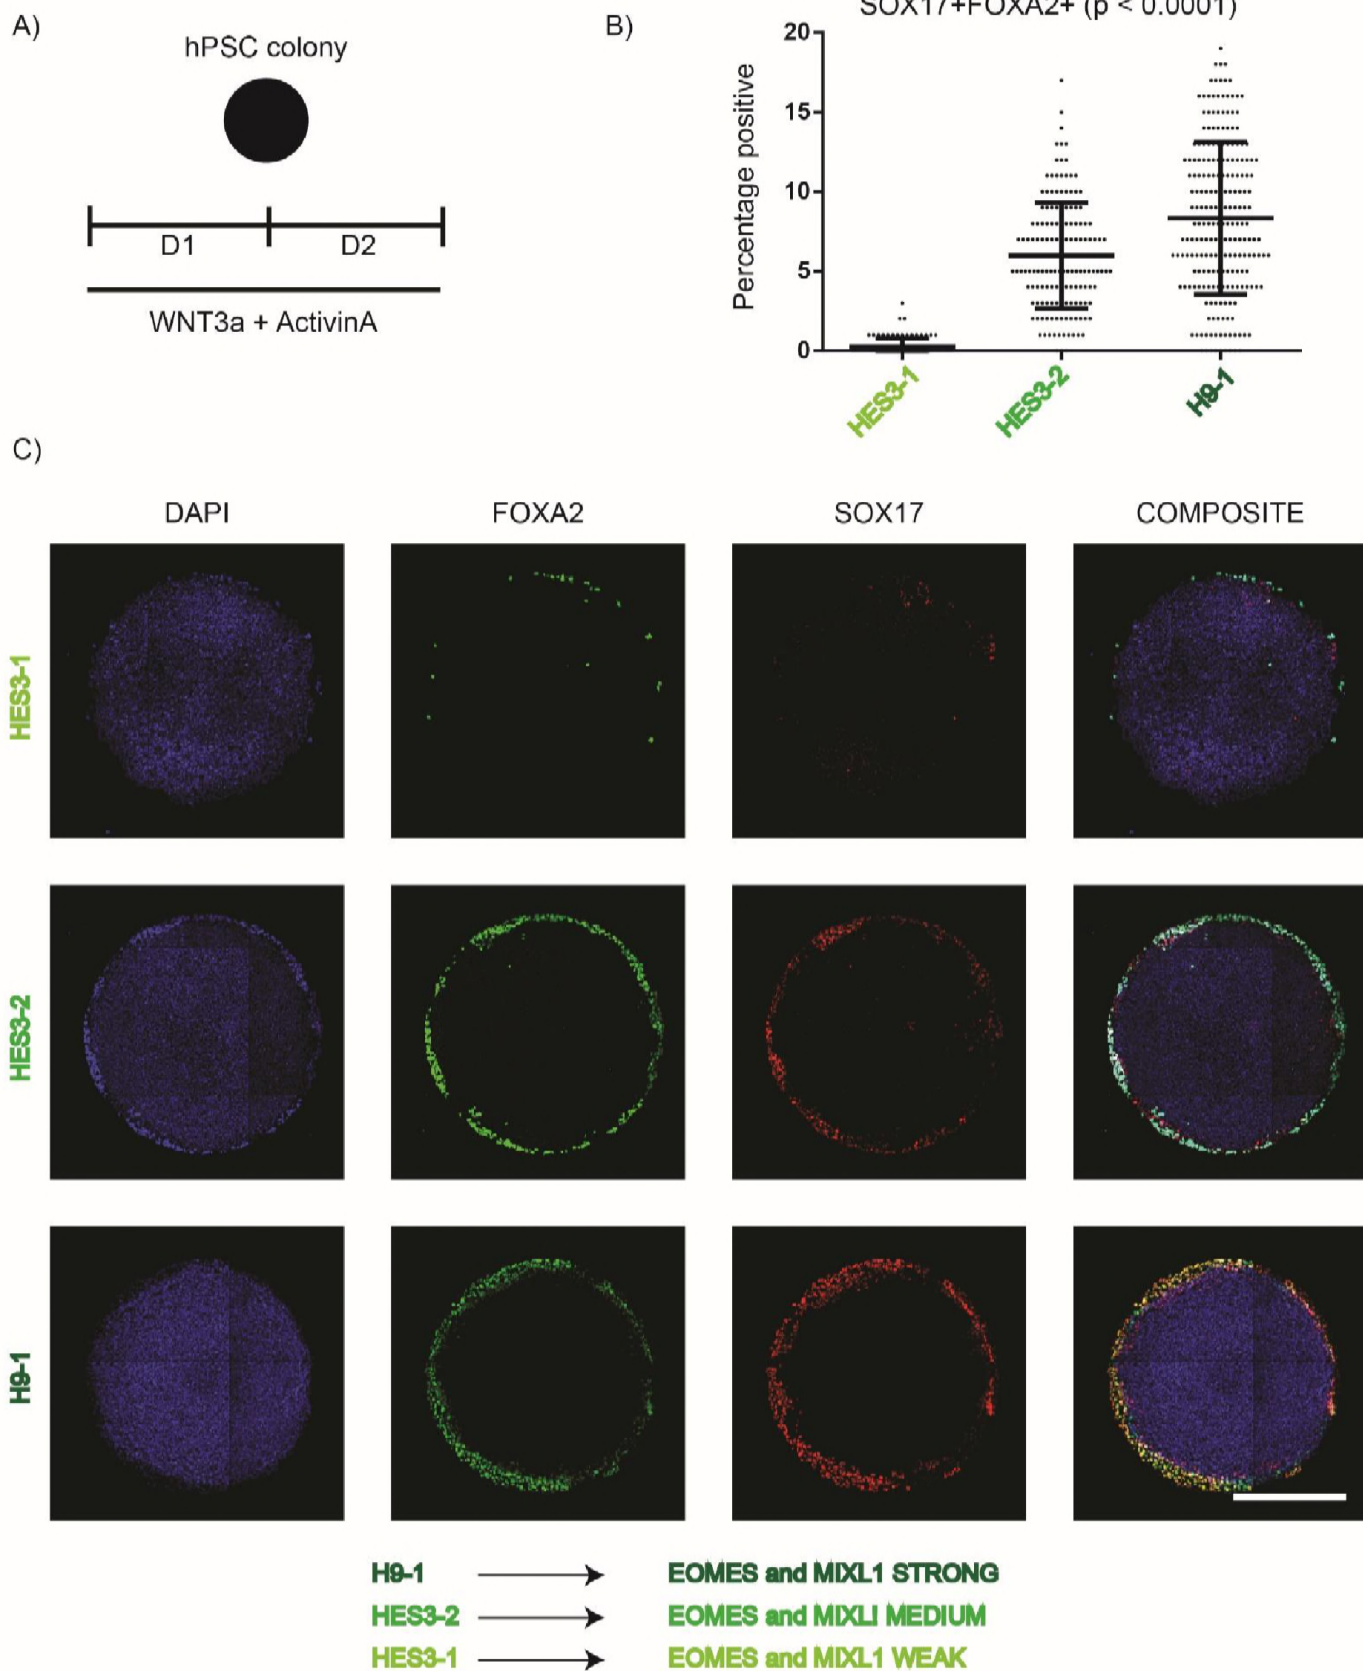 A)
hPSC colony
D1
D2
WNT3a + ActivinA
B)
SOX17+FOXA2+ (p < 0.0001)
Percentage positive
20
15
10
5
0
HES3-1
HES3-2
H9-1
C)
DAPI
FOXA2
SOX17
COMPOSITE
HES3-1
HES3-2
H9-1
H9-1 EOMES and MIXL1 STRONG
HES3-2 EOMES and MIXLI MEDIUM
HES3-1 EOMES and MIXL1 WEAK